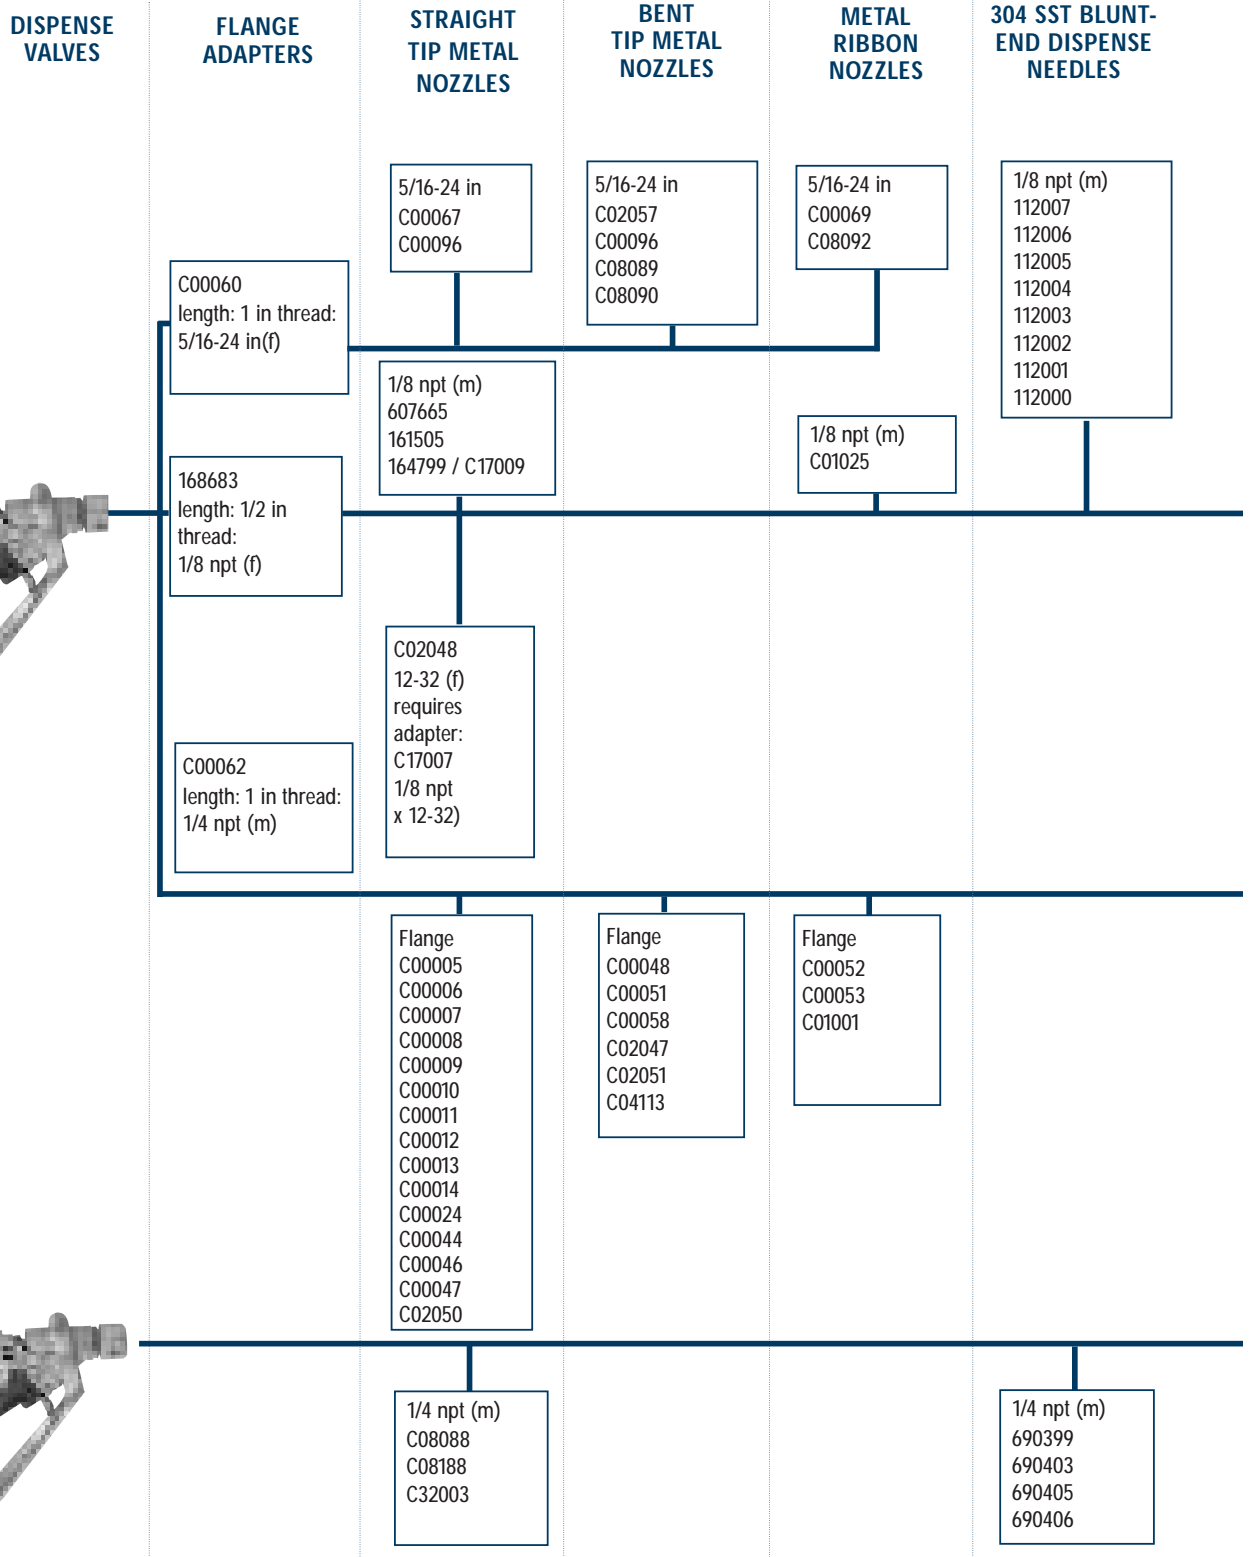 DISPENSE
VALVES
FLANGE
ADAPTERS
STRAIGHT
TIP METAL
NOZZLES
BENT
TIP METAL
NOZZLES
METAL
RIBBON
NOZZLES
304 SST BLUNT-
END DISPENSE
NEEDLES
C00060
length: 1 in thread:
5/16-24 in(f)
5/16-24 in
C00067
C00096
5/16-24 in
C02057
C00096
C08089
C08090
5/16-24 in
C00069
C08092
1/8 npt (m)
112007
112006
112005
112004
112003
112002
112001
112000
168683
length: 1/2 in
thread:
1/8 npt (f)
1/8 npt (m)
607665
161505
164799 / C17009
1/8 npt (m)
C01025
C02048
12-32 (f)
requires
adapter:
C17007
1/8 npt
x 12-32)
C00062
length: 1 in thread:
1/4 npt (m)
Flange
C00005
C00006
C00007
C00008
C00009
C00010
C00011
C00012
C00013
C00014
C00024
C00044
C00046
C00047
C02050
Flange
C00048
C00051
C00058
C02047
C02051
C04113
Flange
C00052
C00053
C01001
1/4 npt (m)
C08088
C08188
C32003
1/4 npt (m)
690399
690403
690405
690406